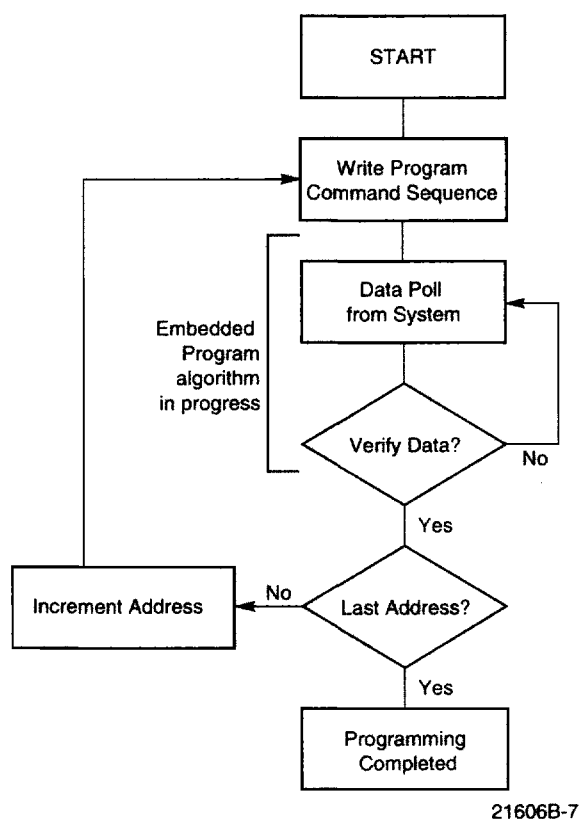 START
Write Program
Command Sequence
Data Poll
from System
Embedded
Program
algorithm
in progress
Verify Data?
No
Yes
Increment Address
No
Last Address?
Yes
Programming
Completed
21606B-7